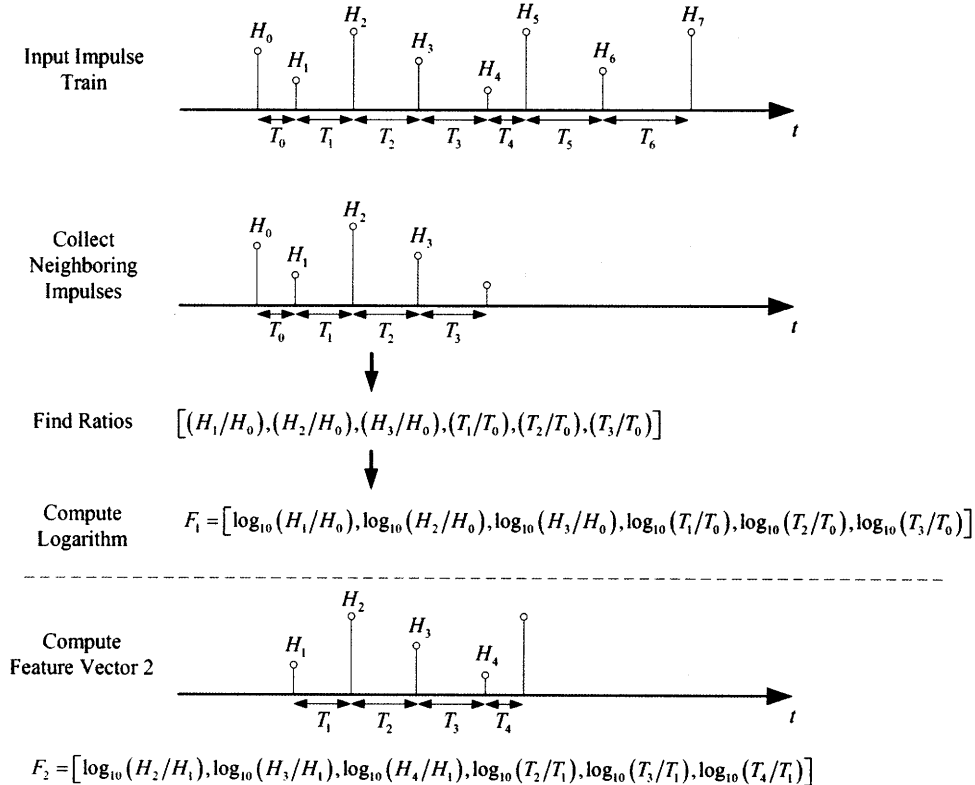 Input Impulse
Train
H₀
H₁
H₂
H₃
H₄
H₅
H₆
H₇
T₀
T₁
T₂
T₃
T₄
T₅
T₆
t
Collect
Neighboring
Impulses
H₀
H₁
H₂
H₃
T₀
T₁
T₂
T₃
t
Find Ratios
[(H₁/H₀),(H₂/H₀),(H₃/H₀),(T₁/T₀),(T₂/T₀),(T₃/T₀)]
Compute
Logarithm
F₁ = [log₁₀(H₁/H₀),log₁₀(H₂/H₀),log₁₀(H₃/H₀),log₁₀(T₁/T₀),log₁₀(T₂/T₀),log₁₀(T₃/T₀)]
Compute
Feature Vector 2
H₁
H₂
H₃
H₄
T₁
T₂
T₃
T₄
t
F₂ = [log₁₀(H₂/H₁),log₁₀(H₃/H₁),log₁₀(H₄/H₁),log₁₀(T₂/T₁),log₁₀(T₃/T₁),log₁₀(T₄/T₁)]